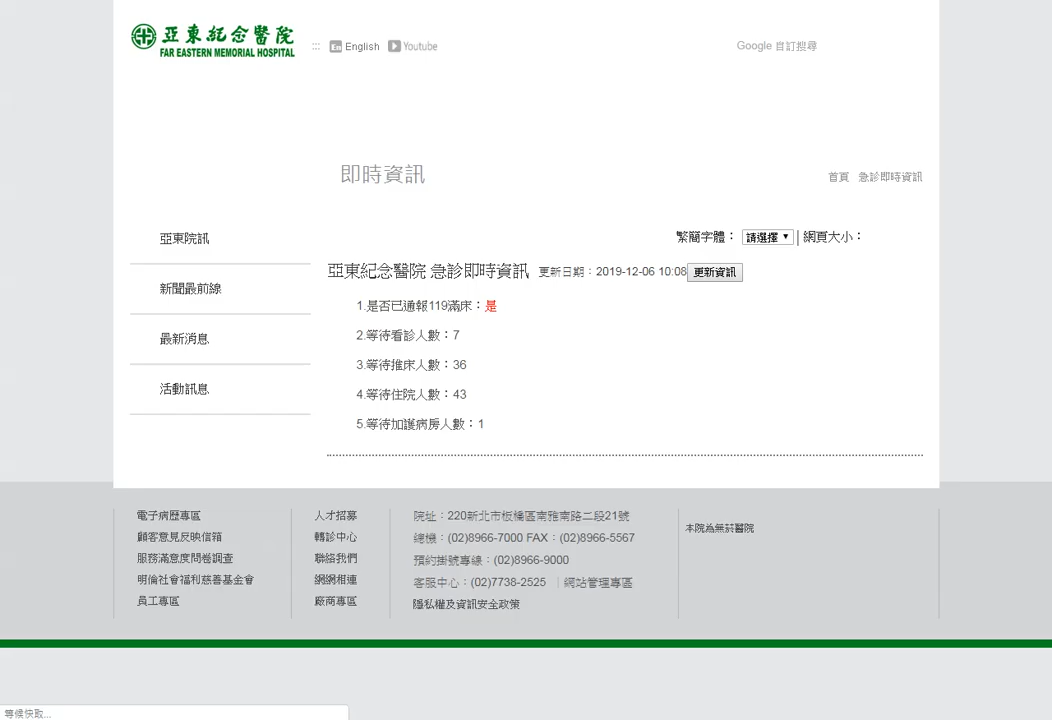 亞東紀念醫院
FAR EASTERN MEMORIAL HOSPITAL
::: En English Youtube
Google 自訂搜尋
即時資訊
首頁 急診即時資訊
亞東院訊
新聞最前線
最新消息
活動訊息
繁簡字體： 請選擇 | 網頁大小：
亞東紀念醫院 急診即時資訊 更新日期：2019-12-06 10:08 更新資訊
1.是否已通報119滿床：是
2.等待看診人數：7
3.等待推床人數：36
4.等待住院人數：43
5.等待加護病房人數：1
電子病歷專區
顧客意見反映信箱
服務滿意度問卷調查
明倫社會福利慈善基金會
員工專區
人才招募
轉診中心
聯絡我們
網網相連
廠商專區
院址：220新北市板橋區南雅南路二段21號
總機：(02)8966-7000 FAX：(02)8966-5567
預約掛號專線：(02)8966-9000
客服中心：(02)7738-2525 | 網站管理專區
隱私權及資訊安全政策
本院為無菸醫院
等候快取...